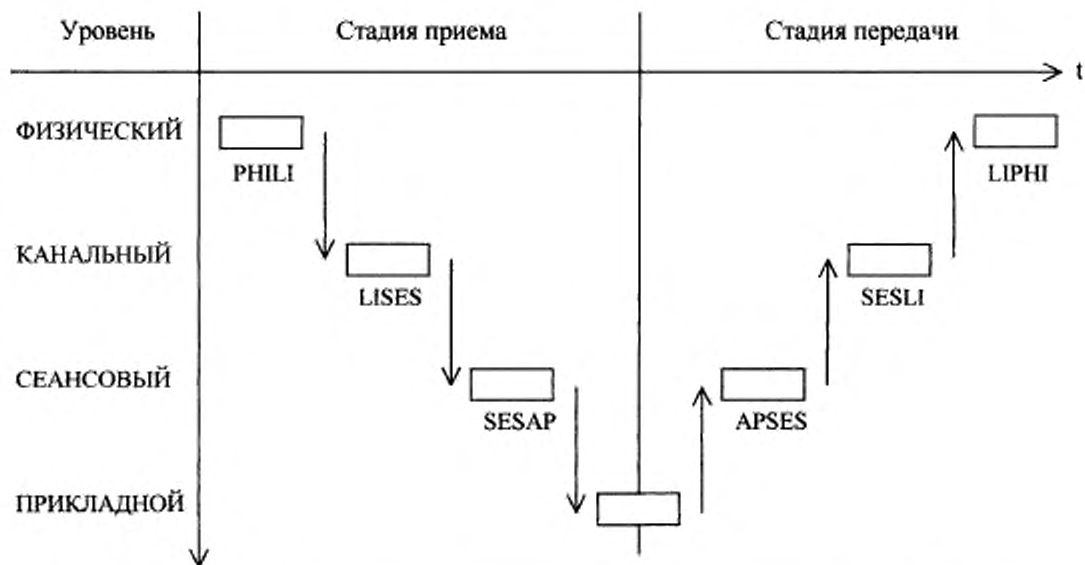 Уровень Стадия приема Стадия передачи
t
ФИЗИЧЕСКИЙ
PHILI LIPHI
КАНАЛЬНЫЙ
LISES SESLI
СЕАНСОВЫЙ
SESAP APSES
ПРИКЛАДНОЙ